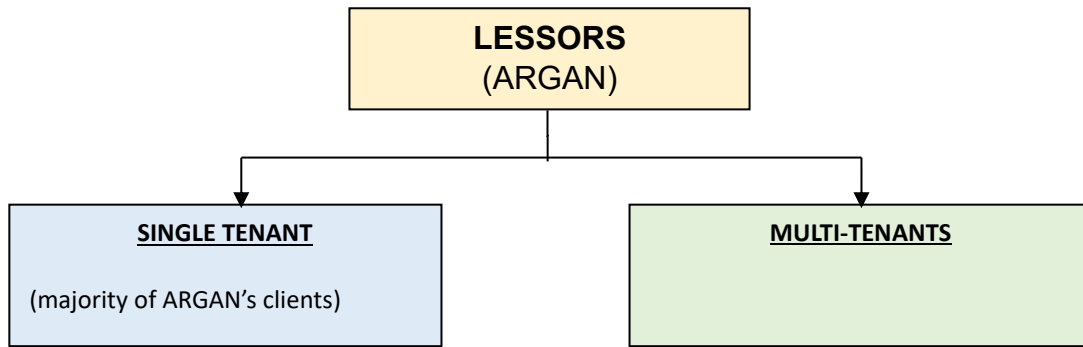 LESSORS
(ARGAN)
SINGLE TENANT
(majority of ARGAN’s clients)
MULTI-TENANTS